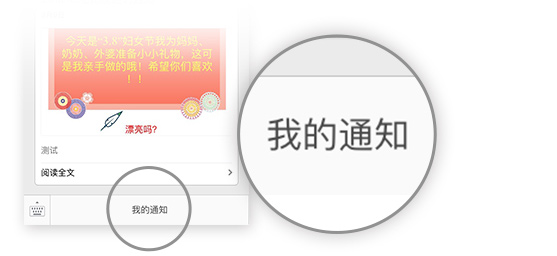 今天是“3.8”妇女节我为妈妈、
奶奶、外婆准备小小礼物，这可
是我亲手做的哦！希望你们喜欢
！！
漂亮吗？
测试
阅读全文
我的通知
我的通知